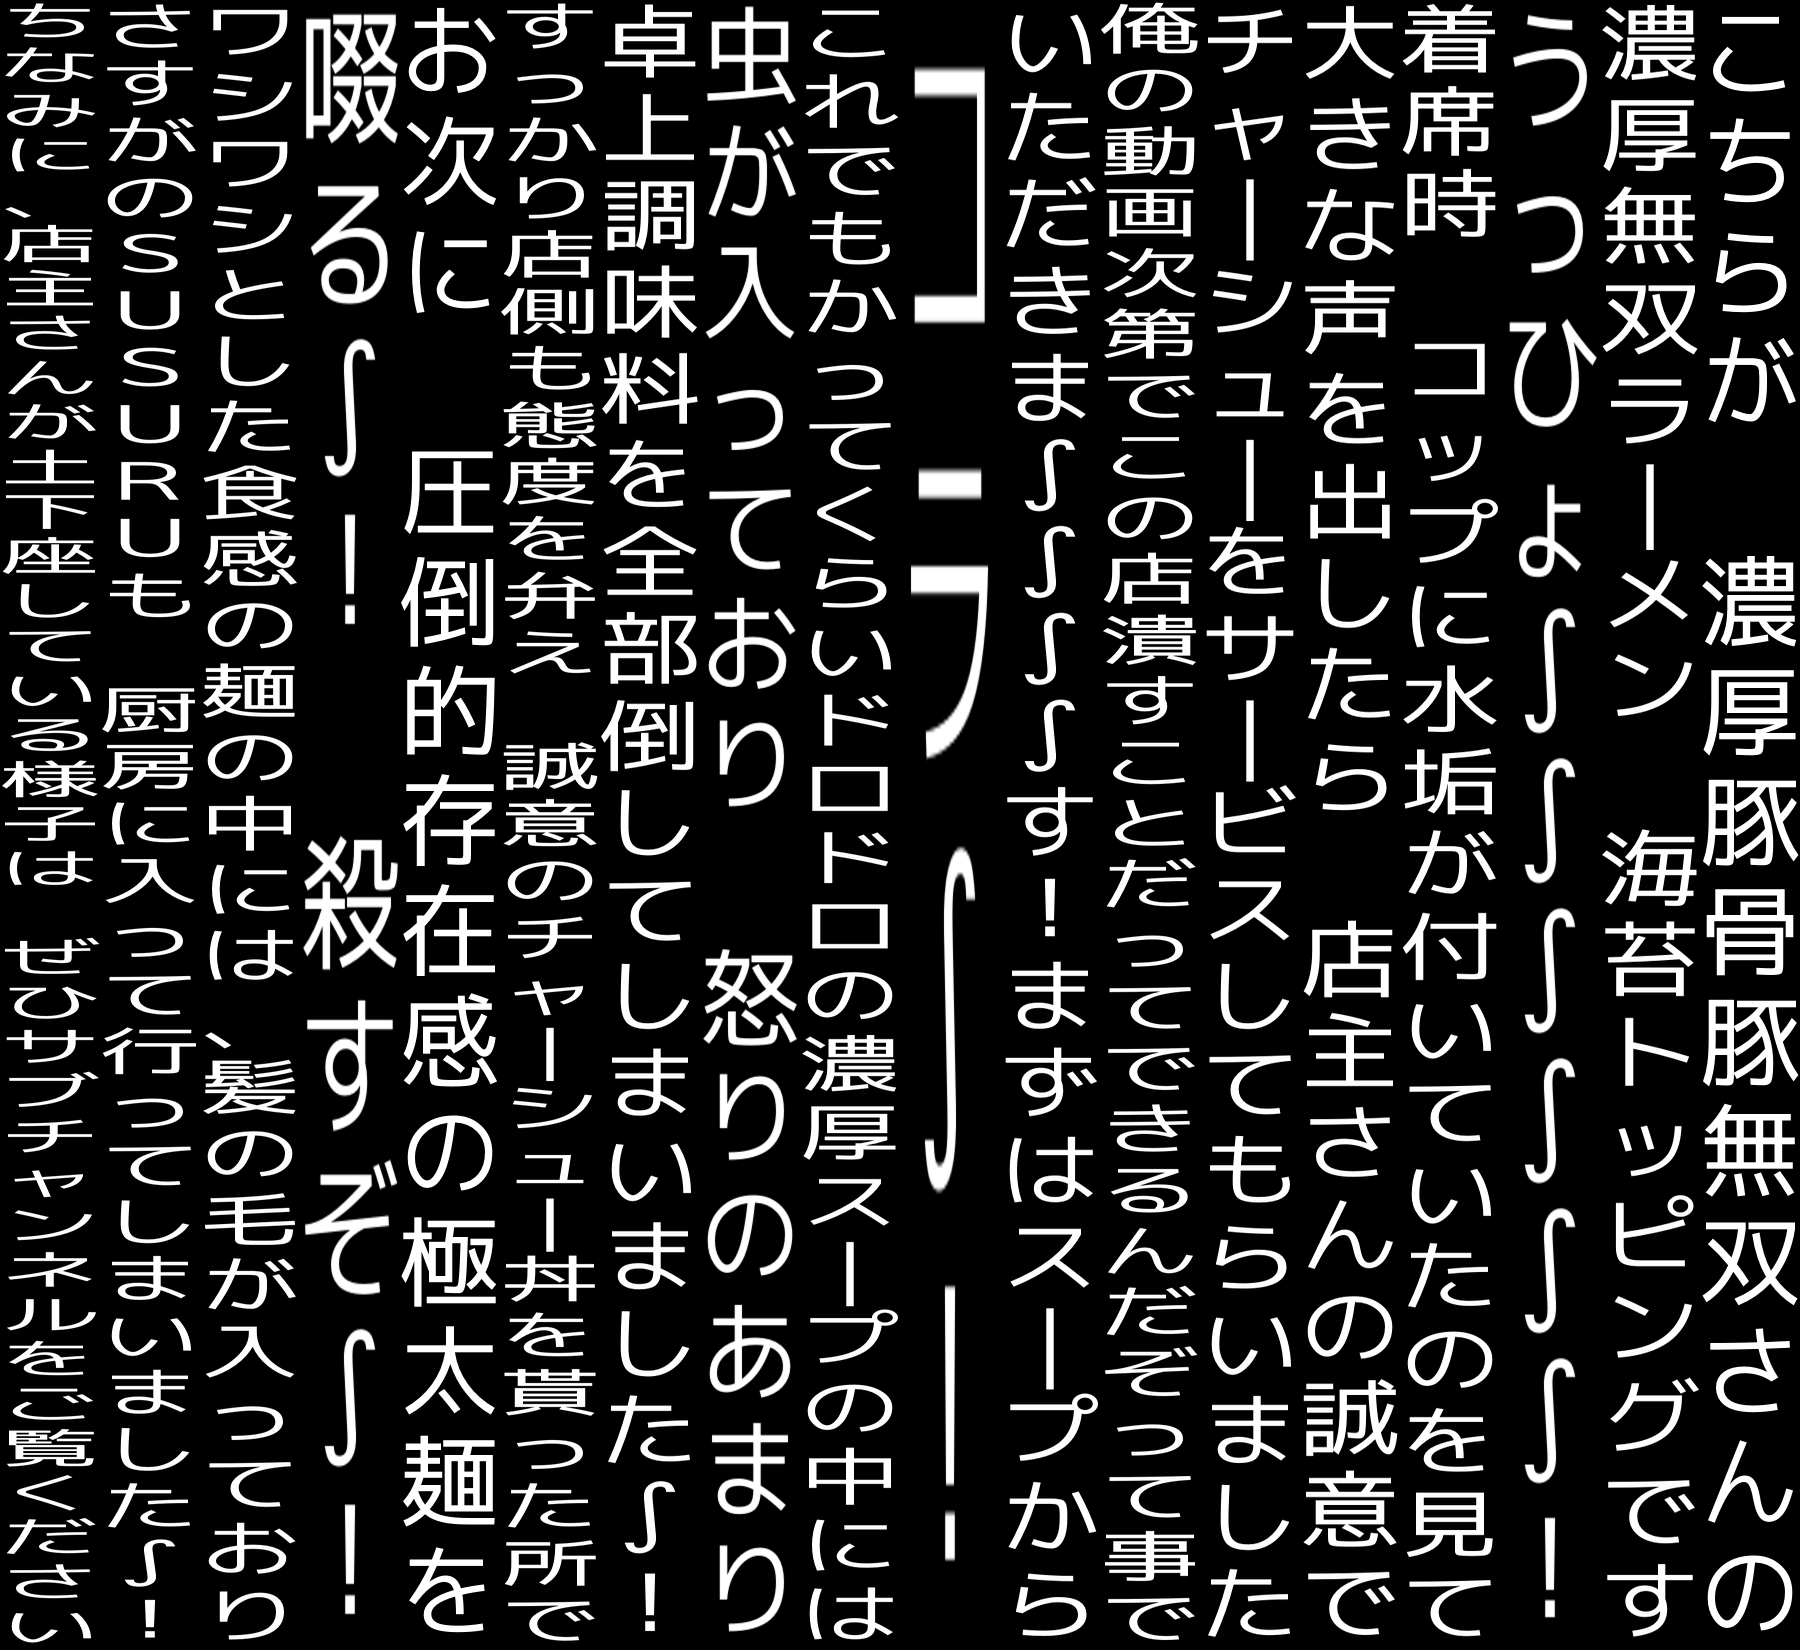 こちらが　濃厚豚骨豚無双さんの
濃厚無双ラーメン　海苔トッピングです
うっひょ〜〜〜〜〜〜！
着席時　コップに水垢が付いていたのを見て
大きな声を出したら　店主さんの誠意で
チャーシューをサービスしてもらいました
俺の動画次第でこの店潰すことだってできるんだぞって事で
いただきま〜〜〜〜す！まずはスープから
コラ〜！
これでもかってくらいドロドロの濃厚スープの中には
虫が入っており　怒りのあまり
卓上調味料を全部倒してしまいました〜！
すっかり店側も態度を弁え　誠意のチャーシュー丼を貰った所で
お次に　圧倒的存在感の極太麺を
啜る〜！　殺すぞ〜！
ワシワシとした食感の麺の中には、髪の毛が入っており
さすがのSUSURUも　厨房に入って行ってしまいました〜！
ちなみに、店主さんが土下座している様子は　ぜひサブチャンネルをご覧ください